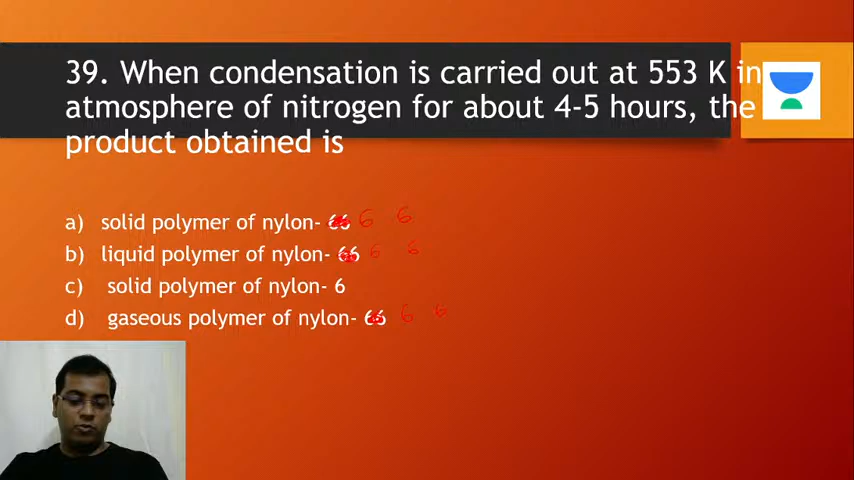 39. When condensation is carried out at 553 K in
atmosphere of nitrogen for about 4-5 hours, the
product obtained is
a) solid polymer of nylon- 66 6 6
b) liquid polymer of nylon- 66 6 6
c) solid polymer of nylon- 6
d) gaseous polymer of nylon- 66 6 6